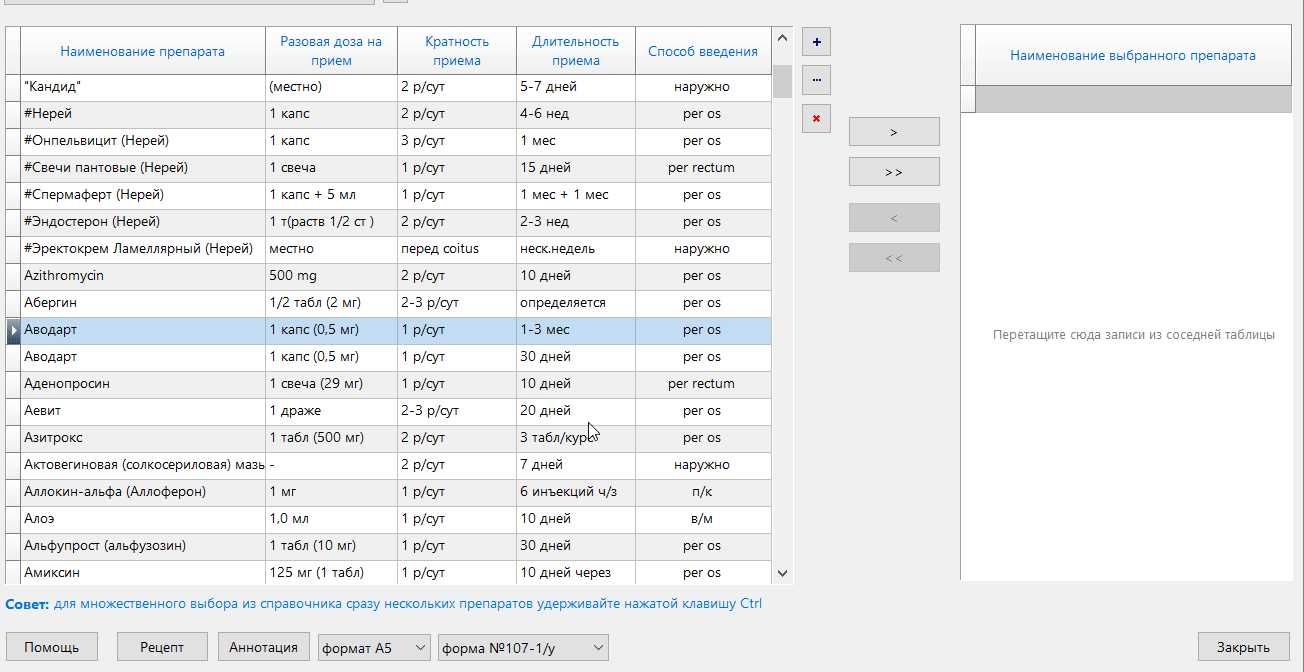 Наименование препарата Разовая доза на прием Кратность приема Длительность приема Способ введения
"Кандид" (местно) 2 р/сут 5-7 дней наружно
#Нерей 1 капс 2 р/сут 4-6 нед per os
#Онпельвицит (Нерей) 1 капс 3 р/сут 1 мес per os
#Свечи пантовые (Нерей) 1 свеча 1 р/сут 15 дней per rectum
#Спермаферт (Нерей) 1 капс + 5 мл 1 р/сут 1 мес + 1 мес per os
#Эндостерон (Нерей) 1 т(раств 1/2 ст ) 2 р/сут 2-3 нед per os
#Эректокрем Ламеллярный (Нерей) местно перед coitus неск.недель наружно
Azithromycin 500 mg 2 р/сут 10 дней per os
Абергин 1/2 табл (2 мг) 2-3 р/сут определяется per os
Аводарт 1 капс (0,5 мг) 1 р/сут 1-3 мес per os
Аводарт 1 капс (0,5 мг) 1 р/сут 30 дней per os
Аденопросин 1 свеча (29 мг) 1 р/сут 10 дней per rectum
Аевит 1 драже 2-3 р/сут 20 дней per os
Азитрокс 1 табл (500 мг) 2 р/сут 3 per os
Актовегиновая (солкосериловая) мазь - 2 р/сут 7 дней наружно
Аллокин-альфа (Аллоферон) 1 мг 1 р/сут 6 инъекций ч/з п/к
Алоэ 1,0 мл 1 р/сут 10 дней в/м
Альфупрост (альфузозин) 1 табл (10 мг) 1 р/сут 30 дней per os
Амиксин 125 мг (1 табл) 1 р/сут 10 дней через per os
+
...
×
>
>>
<
<<
Наименование выбранного препарата
Перетащите сюда записи из соседней таблицы
Совет: для множественного выбора из справочника сразу нескольких препаратов удерживайте нажатой клавишу Ctrl
Помощь Рецепт Аннотация формат А5 форма №107-1/у Закрыть